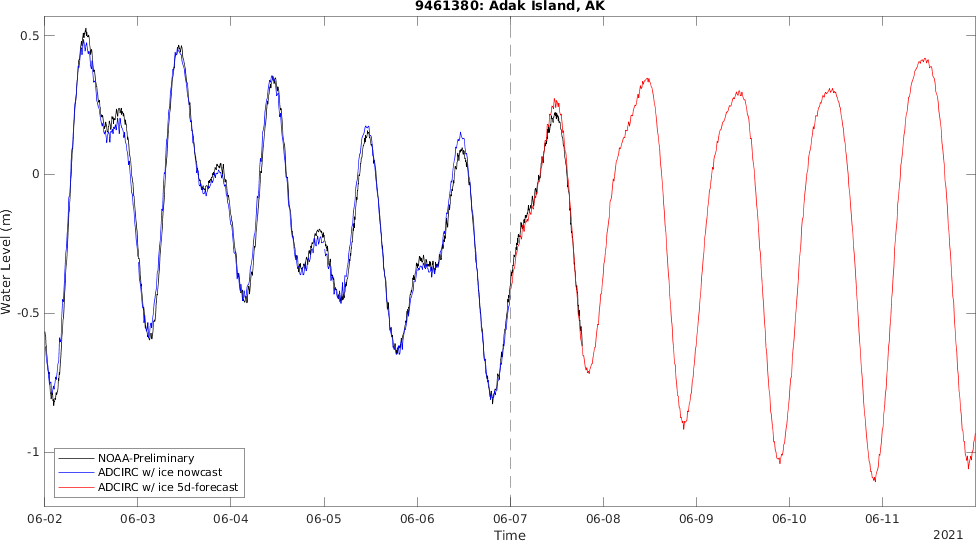 9461380: Adak Island, AK
0.5
0
-0.5
-1
Water Level (m)
NOAA-Preliminary
ADCIRC w/ ice nowcast
ADCIRC w/ ice 5d-forecast
06-02 06-03 06-04 06-05 06-06 06-07 06-08 06-09 06-10 06-11
Time
2021